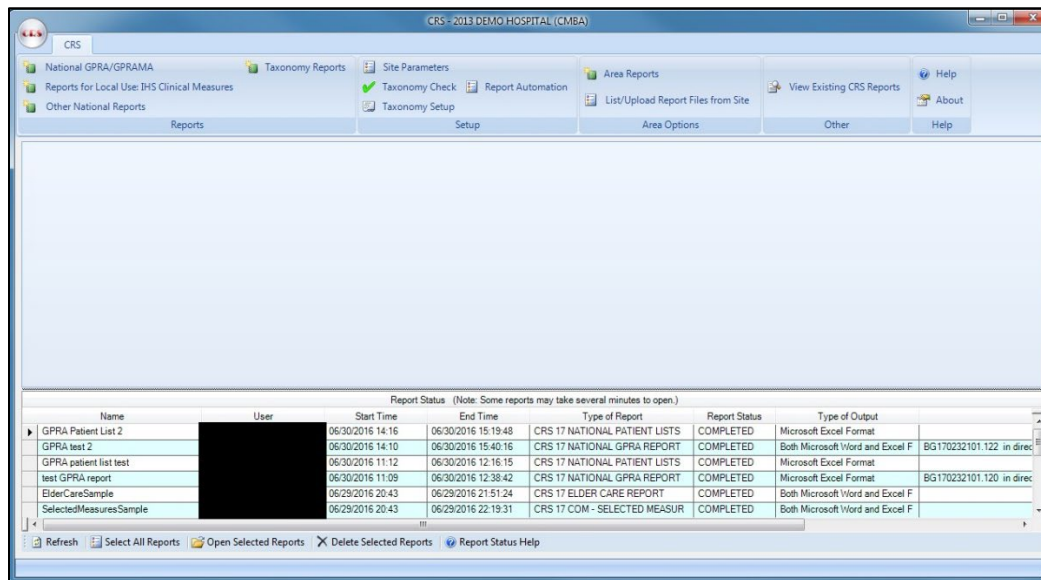 CRS - 2013 DEMO HOSPITAL (CMBA)
CRS
CRS
National GPRA/GPRAMA
Taxonomy Reports
Reports for Local Use: IHS Clinical Measures
Other National Reports
Reports
Site Parameters
Taxonomy Check Report Automation
Taxonomy Setup
Setup
Area Reports
List/Upload Report Files from Site
Area Options
View Existing CRS Reports
Other
Help
About
Help
Report Status (Note: Some reports may take several minutes to open.)
Name User Start Time End Time Type of Report Report Status Type of Output
GPRA Patient List 2 06/30/2016 14:16 06/30/2016 15:19:48 CRS 17 NATIONAL PATIENT LISTS COMPLETED Microsoft Excel Format
GPRA test 2 06/30/2016 14:10 06/30/2016 15:40:16 CRS 17 NATIONAL GPRA REPORT COMPLETED Both Microsoft Word and Excel F BG170232101.122 in direc
GPRA patient list test 06/30/2016 11:12 06/30/2016 12:16:15 CRS 17 NATIONAL PATIENT LISTS COMPLETED Microsoft Excel Format
test GPRA report 06/30/2016 11:09 06/30/2016 12:38:42 CRS 17 NATIONAL GPRA REPORT COMPLETED Both Microsoft Word and Excel F BG170232101.120 in direc
ElderCareSample 06/29/2016 20:43 06/29/2016 21:51:24 CRS 17 ELDER CARE REPORT COMPLETED Both Microsoft Word and Excel F
SelectedMeasuresSample 06/29/2016 20:43 06/29/2016 22:19:31 CRS 17 COM - SELECTED MEASUR COMPLETED Both Microsoft Word and Excel F
Refresh Select All Reports Open Selected Reports Delete Selected Reports Report Status Help